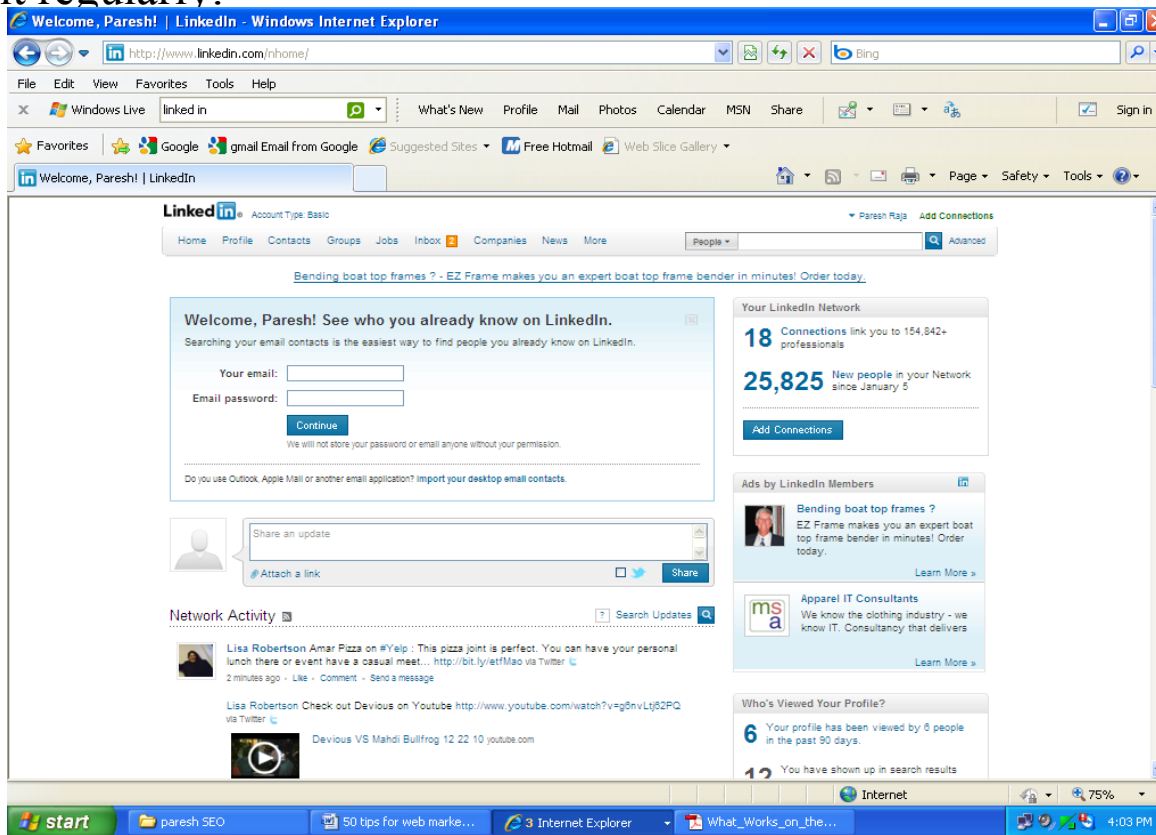 it regularly.
Welcome, Paresh! | LinkedIn - Windows Internet Explorer
http://www.linkedin.com/nhome/
Bing
File Edit View Favorites Tools Help
x Windows Live linked in What's New Profile Mail Photos Calendar MSN Share Sign in
Favorites Google gmail Email from Google Suggested Sites Free Hotmail Web Slice Gallery
Welcome, Paresh! | LinkedIn Page Safety Tools
Linked in Account Type: Basic Paresh Raja Add Connections
Home Profile Contacts Groups Jobs Inbox 2 Companies News More People Advanced
Bending boat top frames ? - EZ Frame makes you an expert boat top frame bender in minutes! Order today.
Welcome, Paresh! See who you already know on LinkedIn.
Searching your email contacts is the easiest way to find people you already know on LinkedIn.
Your email:
Email password:
Continue
We will not store your password or email anyone without your permission.
Do you use Outlook, Apple Mail or another email application? Import your desktop email contacts.
Share an update
Attach a link
Share
Network Activity
? Search Updates
Lisa Robertson Amar Pizza on #Yelp : This pizza joint is perfect. You can have your personal
lunch there or event have a casual meet... http://bit.ly/etfMao via Twitter
2 minutes ago - Like - Comment - Send a message
Lisa Robertson Check out Devious on Youtube http://www.youtube.com/watch?v=g6nvLtj62PQ
via Twitter
Devious VS Mahdi Bullfrog 12 22 10 youtube.com
Your LinkedIn Network
18 Connections link you to 154,842+
professionals
25,825 New people in your Network
since January 5
Add Connections
Ads by LinkedIn Members
Bending boat top frames ?
EZ Frame makes you an expert boat
top frame bender in minutes! Order
today.
Learn More »
msa
Apparel IT Consultants
We know the clothing industry - we
know IT. Consultancy that delivers
Learn More »
Who's Viewed Your Profile?
6 Your profile has been viewed by 6 people
in the past 90 days.
12 You have shown up in search results
Internet 75%
start paresh SEO 50 tips for web marke... 3 Internet Explorer What_Works_on_the... 4:03 PM